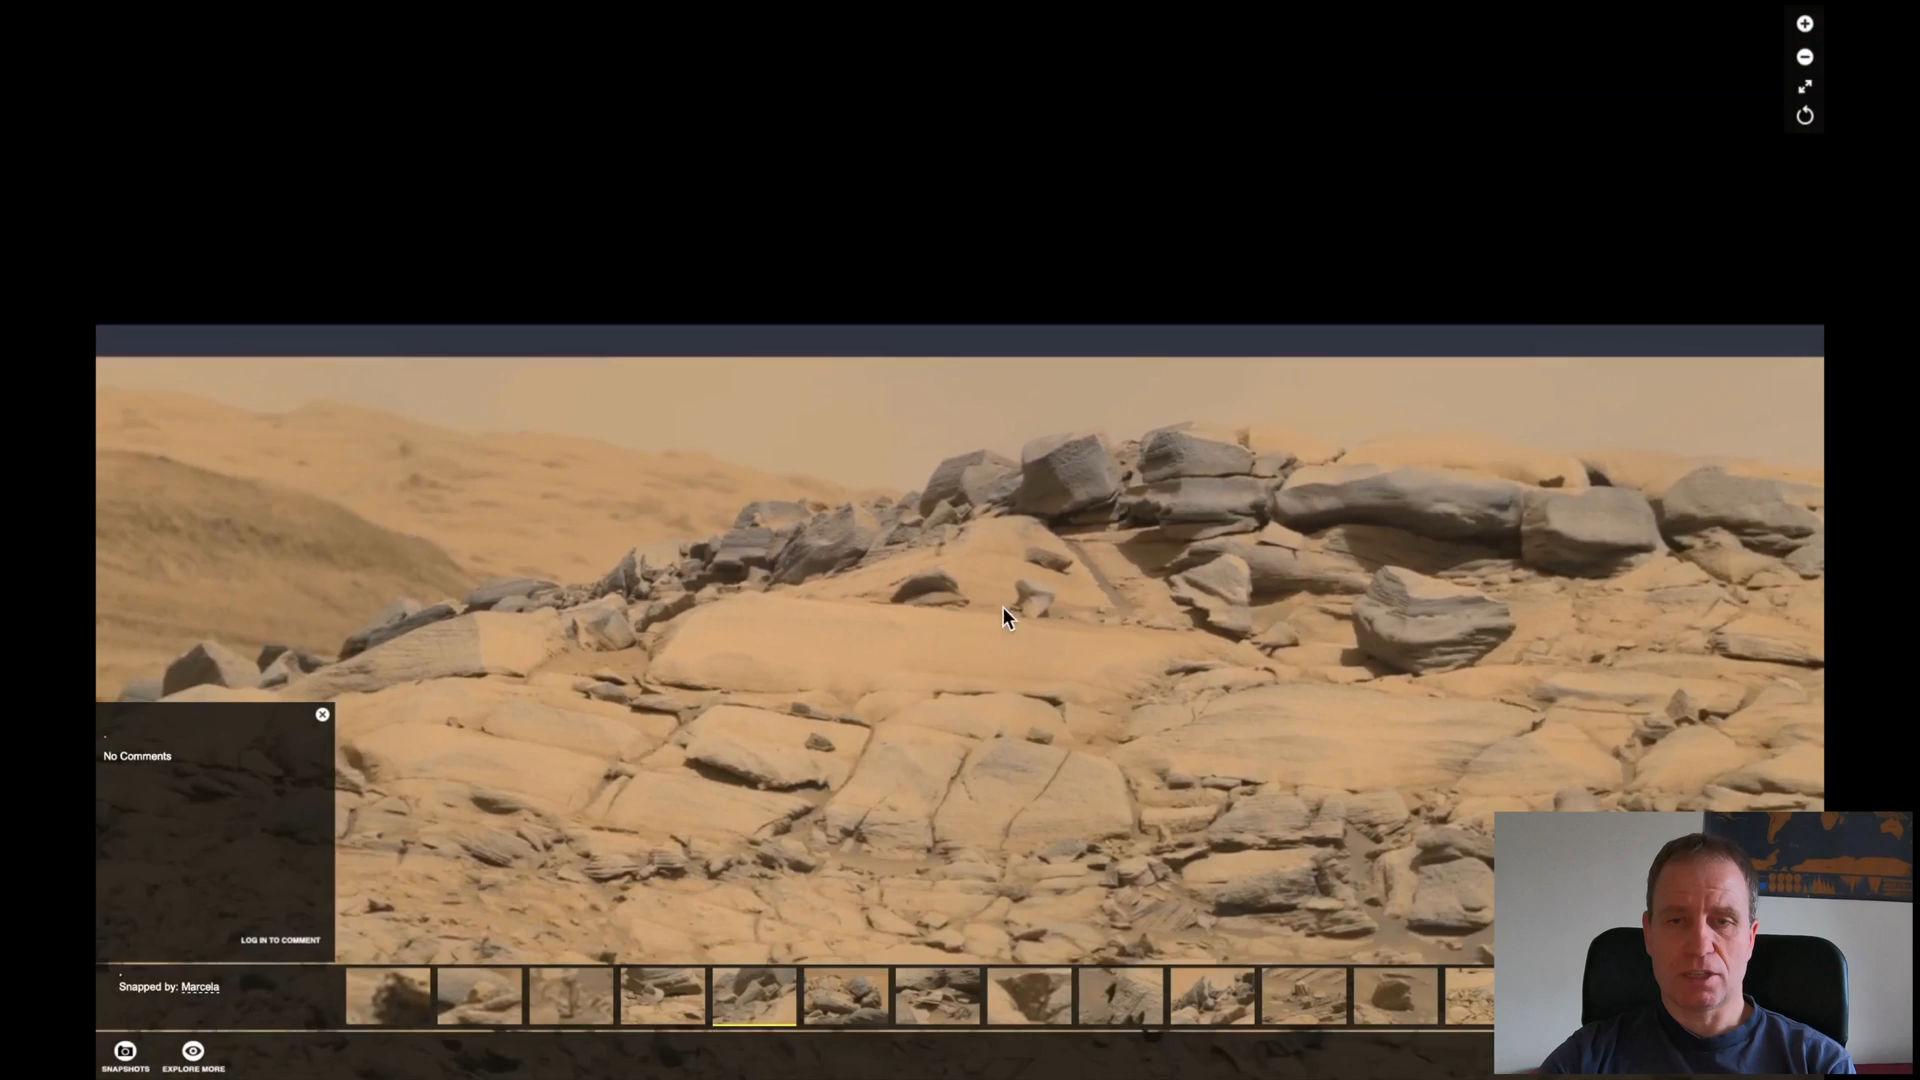 .
No Comments
LOG IN TO COMMENT
.
Snapped by: Marcela
SNAPSHOTS
EXPLORE MORE